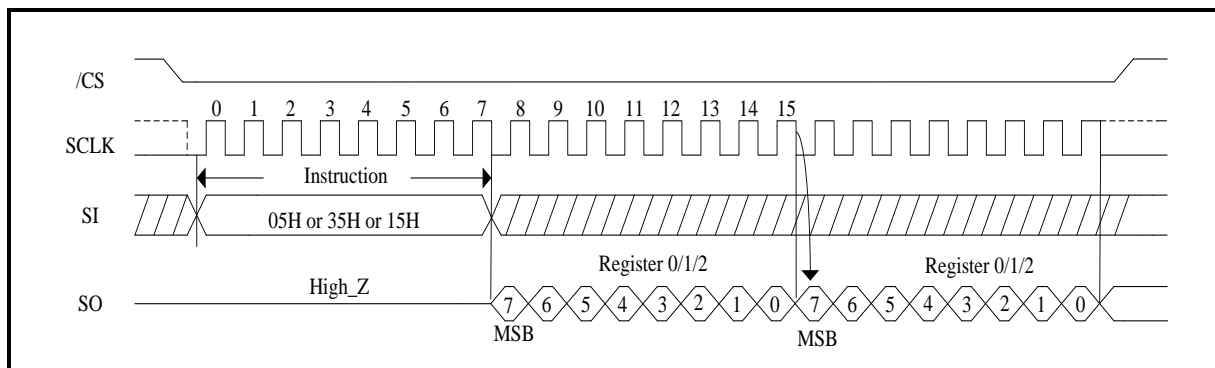 /CS
0 1 2 3 4 5 6 7 8 9 10 11 12 13 14 15
SCLK
Instruction
SI
05H or 35H or 15H
Register 0/1/2 Register 0/1/2
High_Z
SO
7 6 5 4 3 2 1 0 7 6 5 4 3 2 1 0
MSB MSB